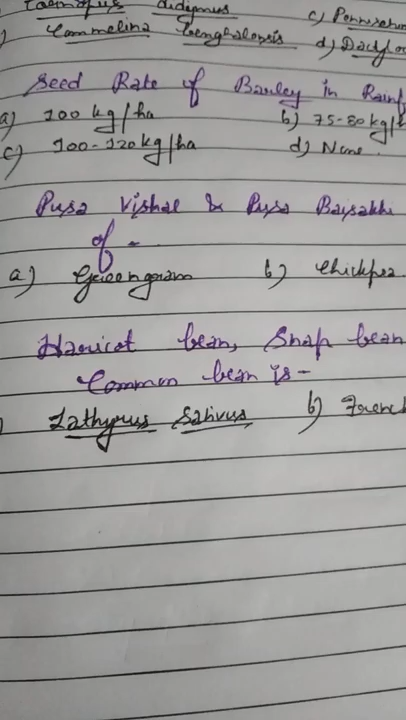 didymus c) Pennisetum
Commelina benghalensis d) Dactylo
Seed Rate of Barley in Rainf
a) 100 kg/ha b) 75-80 kg/h
c) 100-120 kg/ha d) None.
Pusa Vishal & Pusa Baisakhi
of -
a) Greengram b) Chickpea
Haricot bean, Snap bean
Common bean is -
Lathyrus Sativus b) French